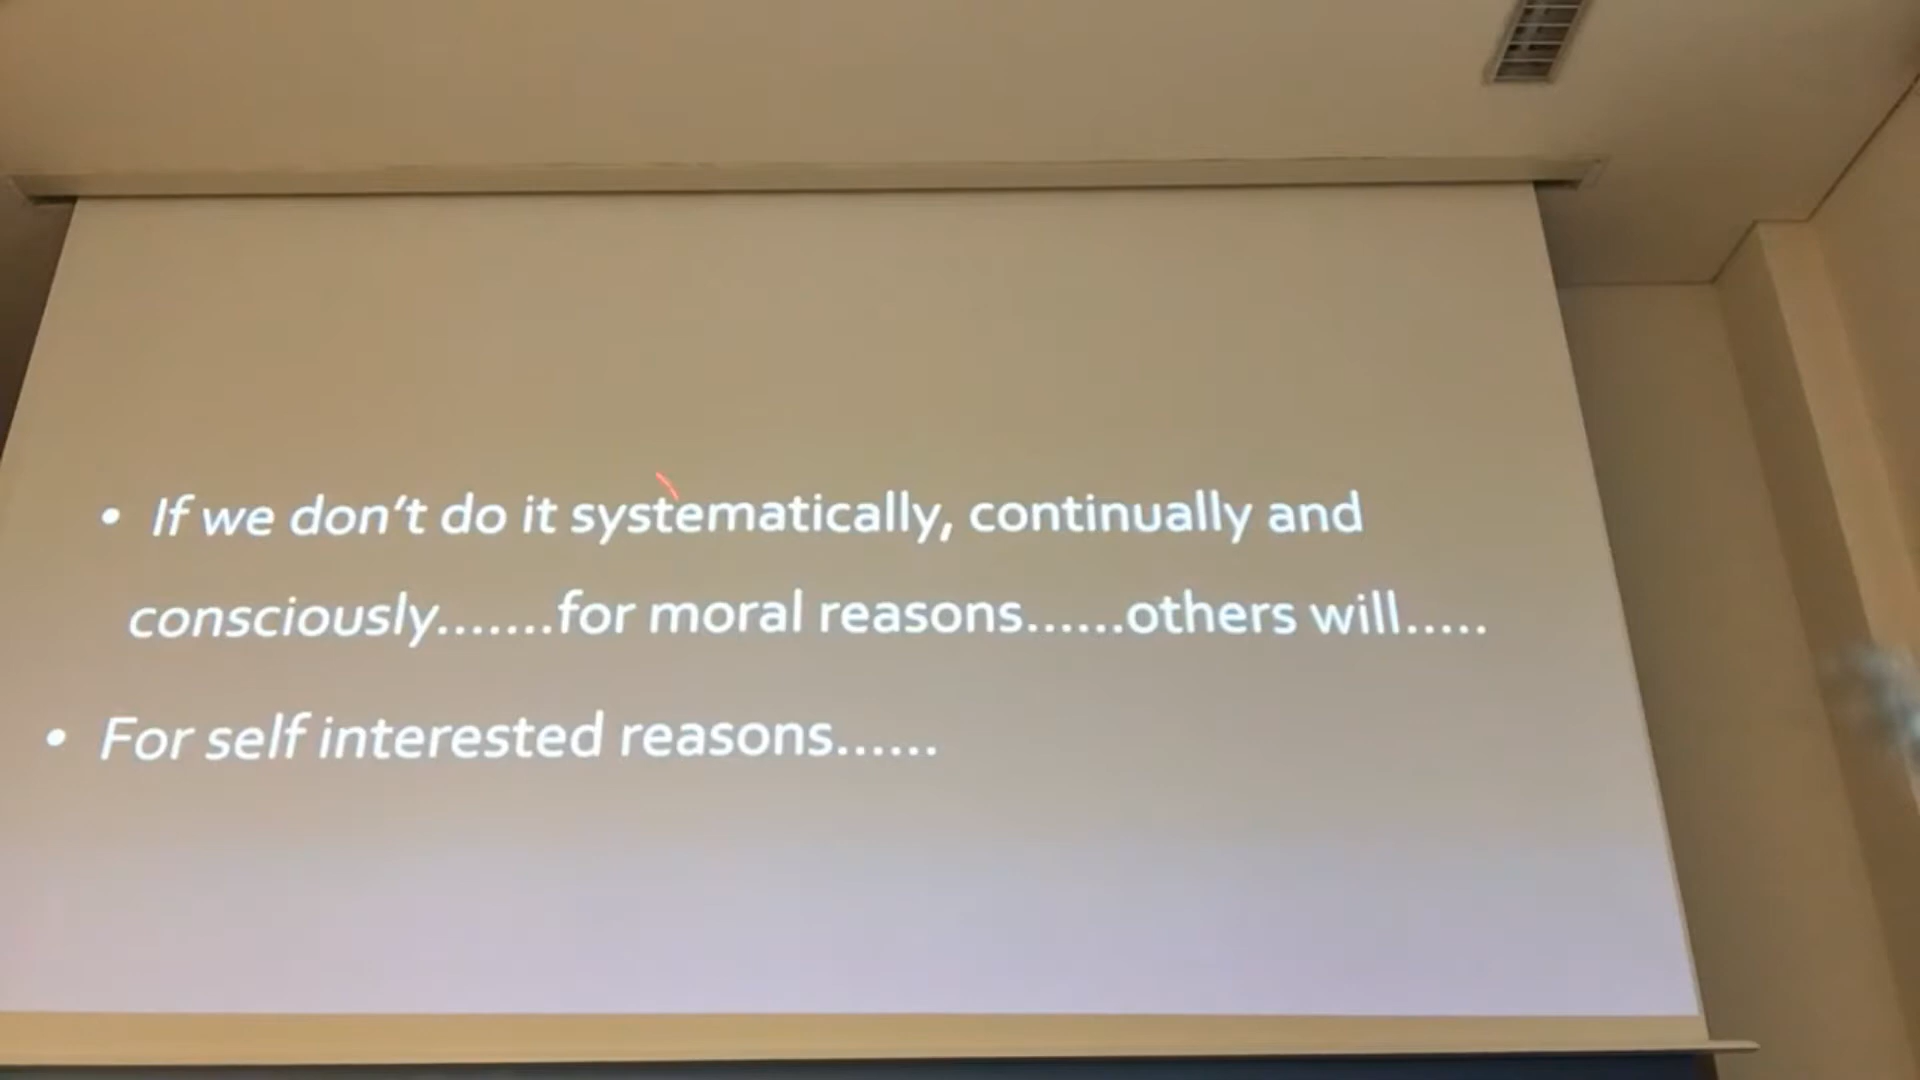 • If we don't do it systematically, continually and
consciously.......for moral reasons......others will.....
• For self interested reasons......